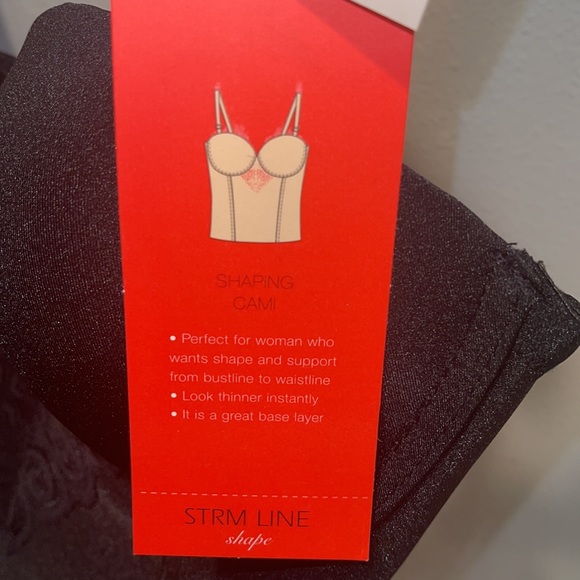 SHAPING
CAMI
• Perfect for woman who
wants shape and support
from bustline to waistline
• Look thinner instantly
• It is a great base layer
STRM LINE
shape